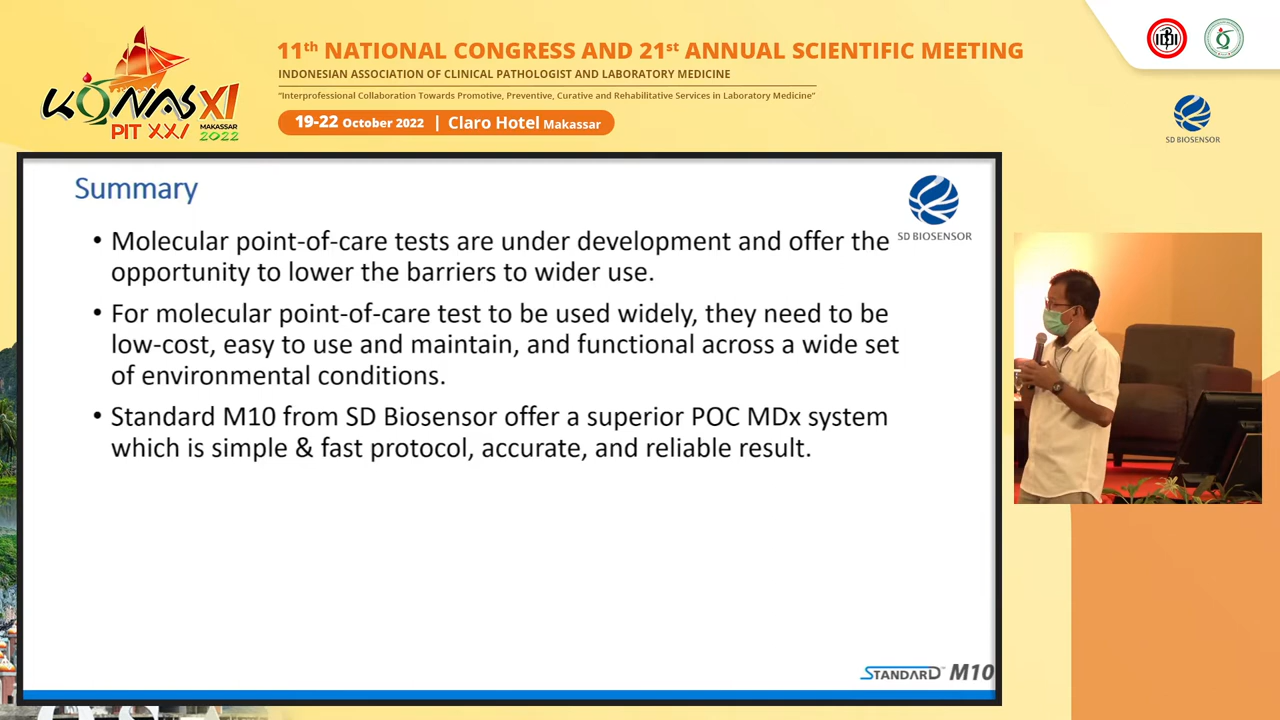 11th NATIONAL CONGRESS AND 21st ANNUAL SCIENTIFIC MEETING
INDONESIAN ASSOCIATION OF CLINICAL PATHOLOGIST AND LABORATORY MEDICINE
"Interprofessional Collaboration Towards Promotive, Preventive, Curative and Rehabilitative Services in Laboratory Medicine"
19-22 October 2022 | Claro Hotel Makassar
KONAS XI
PIT XXI
MAKASSAR
2022
IDI
SD BIOSENSOR
Summary
SD BIOSENSOR
• Molecular point-of-care tests are under development and offer the
opportunity to lower the barriers to wider use.
• For molecular point-of-care test to be used widely, they need to be
low-cost, easy to use and maintain, and functional across a wide set
of environmental conditions.
• Standard M10 from SD Biosensor offer a superior POC MDx system
which is simple & fast protocol, accurate, and reliable result.
STANDARD™ M10